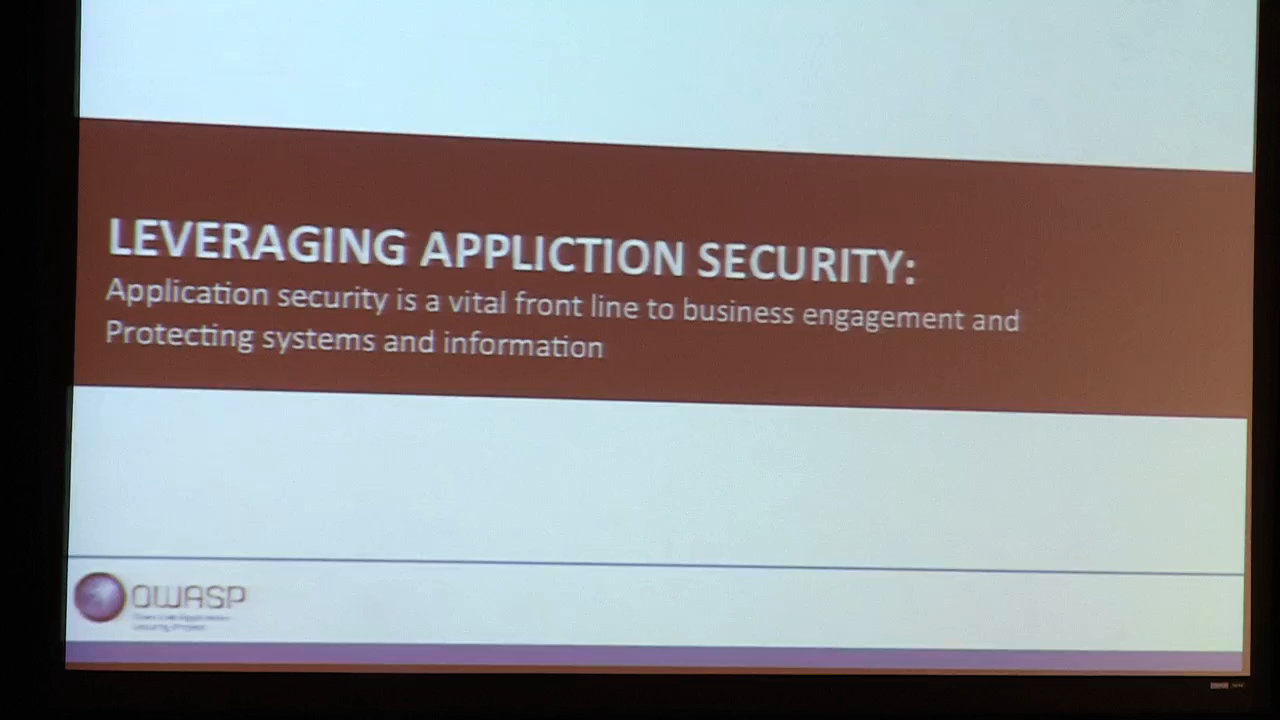 LEVERAGING APPLICTION SECURITY:
Application security is a vital front line to business engagement and
Protecting systems and information
OWASP